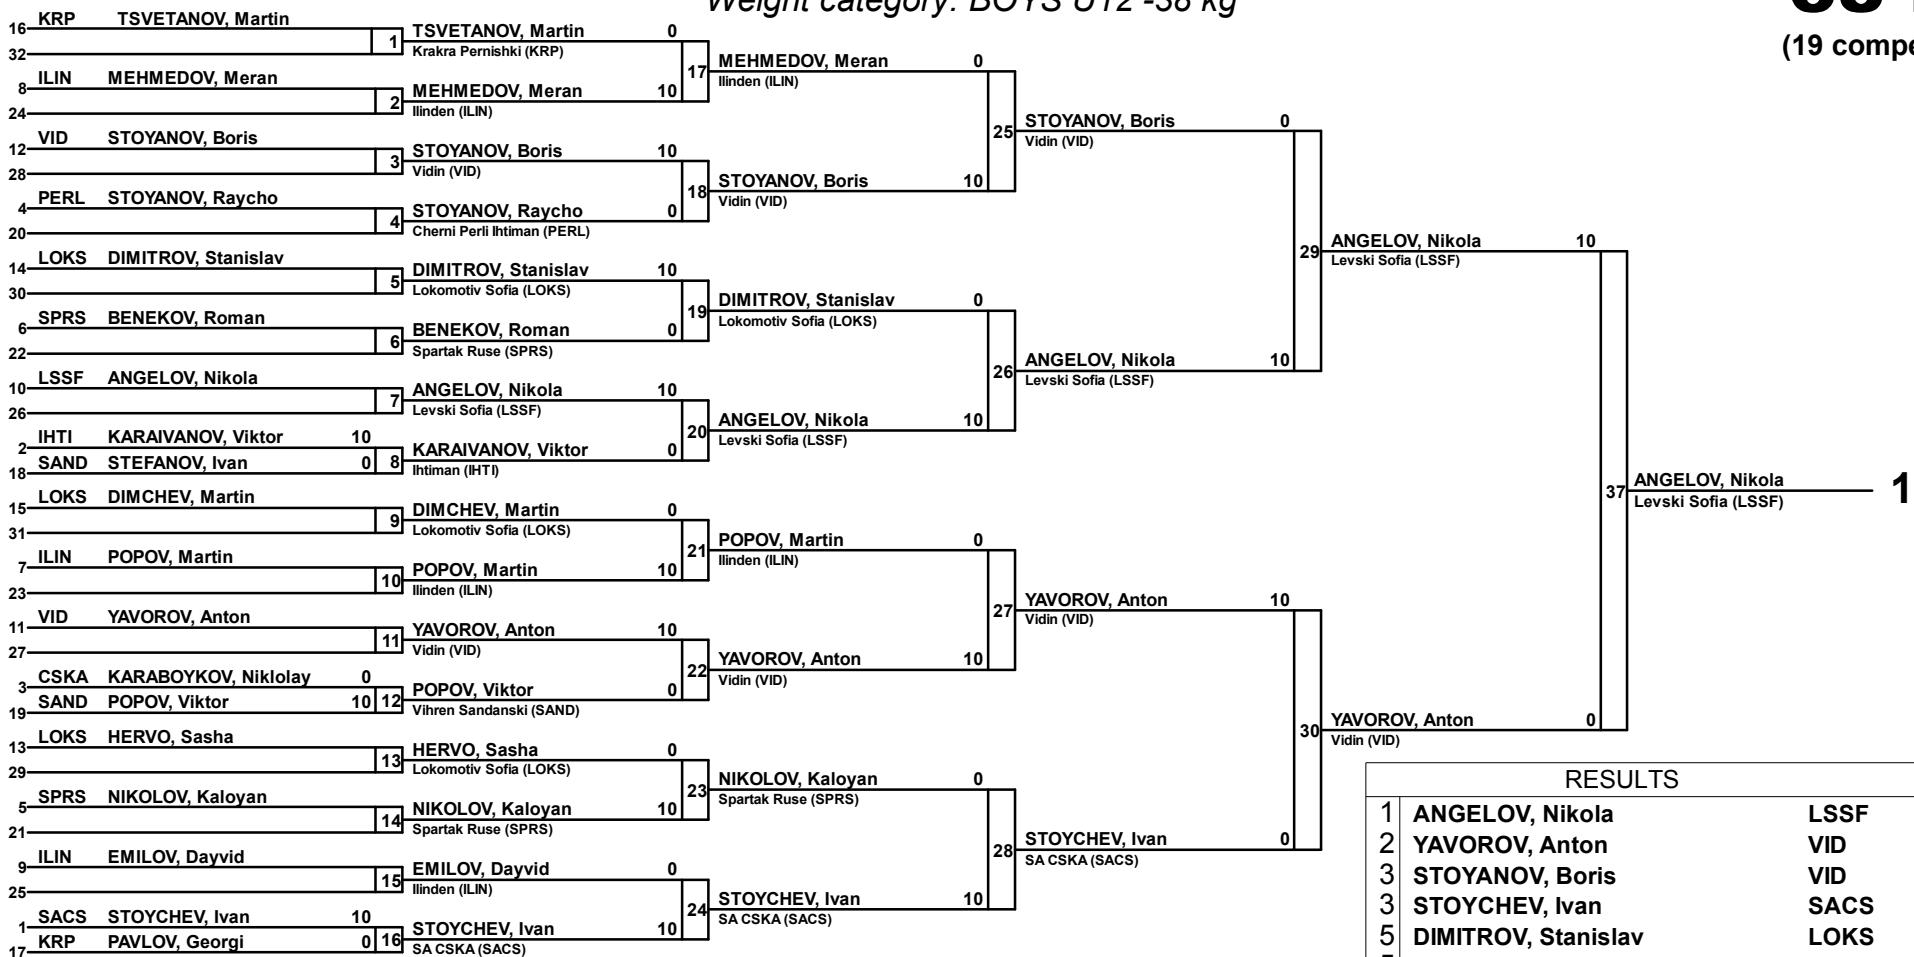 Weight category: BOYS U12 -38 kg
(19 compe
16 KRP TSVETANOV, Martin
32
1 TSVETANOV, Martin 0
Krakra Pernishki (KRP)
8 ILIN MEHMEDOV, Meran
24
2 MEHMEDOV, Meran 10
Ilinden (ILIN)
12 VID STOYANOV, Boris
28
3 STOYANOV, Boris 10
Vidin (VID)
4 PERL STOYANOV, Raycho
20
4 STOYANOV, Raycho 0
Cherni Perli Ihtiman (PERL)
14 LOKS DIMITROV, Stanislav
30
5 DIMITROV, Stanislav 10
Lokomotiv Sofia (LOKS)
6 SPRS BENEKOV, Roman
22
6 BENEKOV, Roman 0
Spartak Ruse (SPRS)
10 LSSF ANGELOV, Nikola
26
7 ANGELOV, Nikola 10
Levski Sofia (LSSF)
2 IHTI KARAIVANOV, Viktor 10
18 SAND STEFANOV, Ivan 0
8 KARAIVANOV, Viktor 0
Ihtiman (IHTI)
15 LOKS DIMCHEV, Martin
31
9 DIMCHEV, Martin 0
Lokomotiv Sofia (LOKS)
7 ILIN POPOV, Martin
23
10 POPOV, Martin 10
Ilinden (ILIN)
11 VID YAVOROV, Anton
27
11 YAVOROV, Anton 10
Vidin (VID)
3 CSKA KARABOYKOV, Niklolay 0
19 SAND POPOV, Viktor 10
12 POPOV, Viktor 0
Vihren Sandanski (SAND)
13 LOKS HERVO, Sasha
29
13 HERVO, Sasha 0
Lokomotiv Sofia (LOKS)
5 SPRS NIKOLOV, Kaloyan
21
14 NIKOLOV, Kaloyan 10
Spartak Ruse (SPRS)
9 ILIN EMILOV, Dayvid
25
15 EMILOV, Dayvid 0
Ilinden (ILIN)
1 SACS STOYCHEV, Ivan 10
17 KRP PAVLOV, Georgi 0
16 STOYCHEV, Ivan 10
SA CSKA (SACS)
17 MEHMEDOV, Meran 0
Ilinden (ILIN)
18 STOYANOV, Boris 10
Vidin (VID)
19 DIMITROV, Stanislav 0
Lokomotiv Sofia (LOKS)
20 ANGELOV, Nikola 10
Levski Sofia (LSSF)
21 POPOV, Martin 0
Ilinden (ILIN)
22 YAVOROV, Anton 10
Vidin (VID)
23 NIKOLOV, Kaloyan 0
Spartak Ruse (SPRS)
24 STOYCHEV, Ivan 10
SA CSKA (SACS)
25 STOYANOV, Boris 0
Vidin (VID)
26 ANGELOV, Nikola 10
Levski Sofia (LSSF)
27 YAVOROV, Anton 10
Vidin (VID)
28 STOYCHEV, Ivan 0
SA CSKA (SACS)
29 ANGELOV, Nikola 10
Levski Sofia (LSSF)
30 YAVOROV, Anton 0
Vidin (VID)
37 ANGELOV, Nikola 1
Levski Sofia (LSSF)
RESULTS
1 ANGELOV, Nikola LSSF
2 YAVOROV, Anton VID
3 STOYANOV, Boris VID
3 STOYCHEV, Ivan SACS
5 DIMITROV, Stanislav LOKS